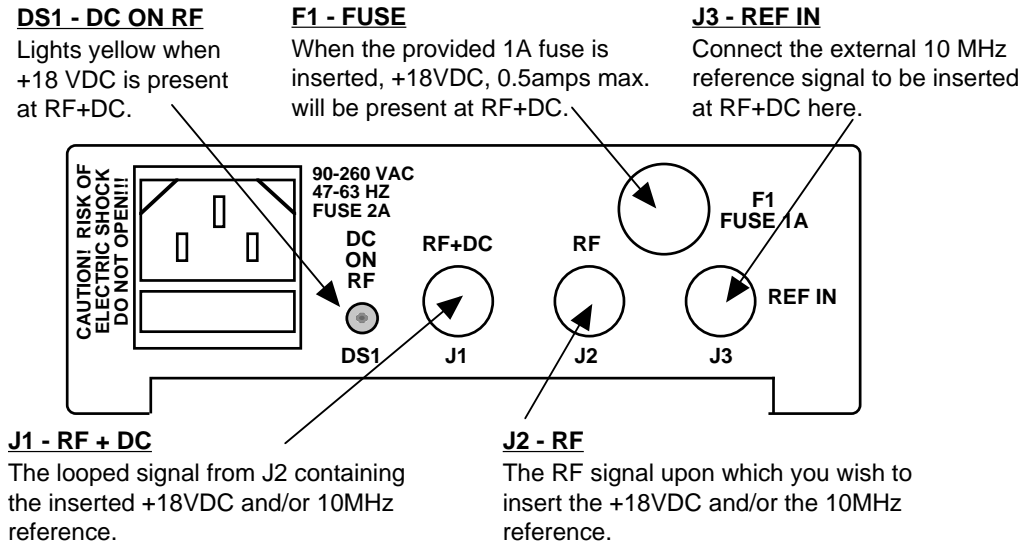 DS1 - DC ON RF
Lights yellow when
+18 VDC is present
at RF+DC.
F1 - FUSE
When the provided 1A fuse is
inserted, +18VDC, 0.5amps max.
will be present at RF+DC.
J3 - REF IN
Connect the external 10 MHz
reference signal to be inserted
at RF+DC here.
CAUTION! RISK OF
ELECTRIC SHOCK
DO NOT OPEN!!!
90-260 VAC
47-63 HZ
FUSE 2A
DC
ON
RF
DS1
RF+DC
J1
RF
J2
F1
FUSE 1A
REF IN
J3
J1 - RF + DC
The looped signal from J2 containing
the inserted +18VDC and/or 10MHz
reference.
J2 - RF
The RF signal upon which you wish to
insert the +18VDC and/or the 10MHz
reference.